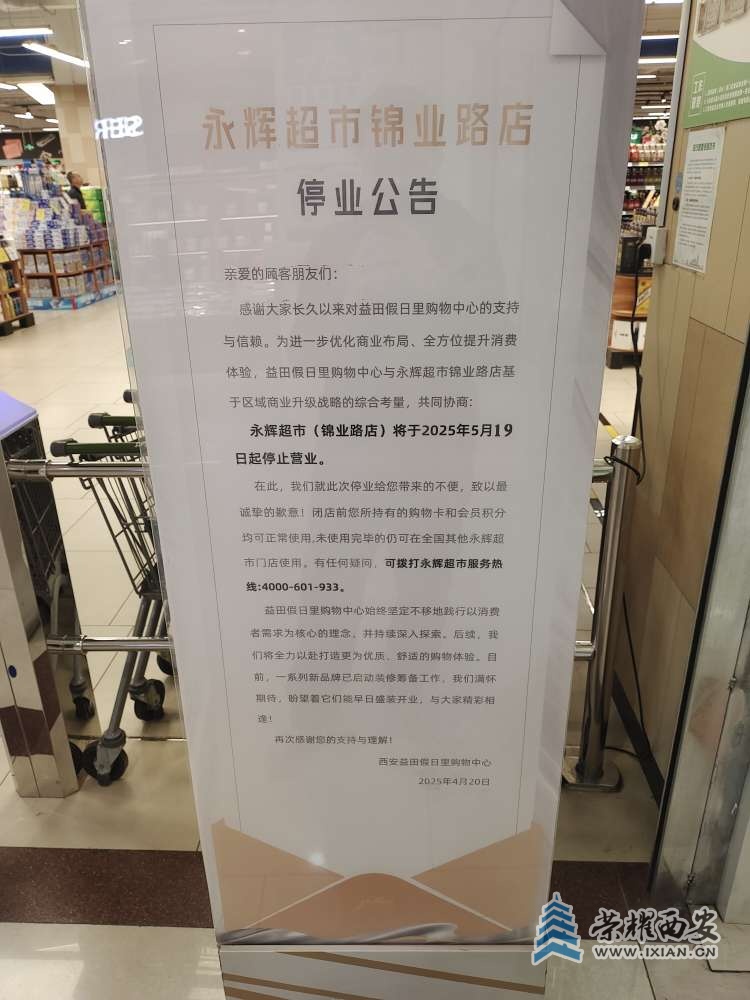 永辉超市锦业路店
停业公告
亲爱的顾客朋友们：
感谢大家长久以来对益田假日里购物中心的支持
与信赖。为进一步优化商业布局、全方位提升消费
体验，益田假日里购物中心与永辉超市锦业路店基
于区域商业升级战略的综合考量，共同协商：
永辉超市（锦业路店）将于2025年5月19
日起停止营业。
在此，我们就此次停业给您带来的不便，致以最
诚挚的歉意！闭店前您所持有的购物卡和会员积分
均可正常使用,未使用完毕的仍可在全国其他永辉超
市门店使用。有任何疑问，可拨打永辉超市服务热
线:4000-601-933。
益田假日里购物中心始终坚定不移地践行以消费
者需求为核心的理念，并持续深入探索。后续，我
们将全力以赴打造更为优质、舒适的购物体验。目
前，一系列新品牌已启动装修筹备工作，我们满怀
期待，盼望着它们能早日盛装开业，与大家精彩相
逢！
再次感谢您的支持与理解！
西安益田假日里购物中心
2025年4月20日
荣耀西安
WWW.IXIAN.CN